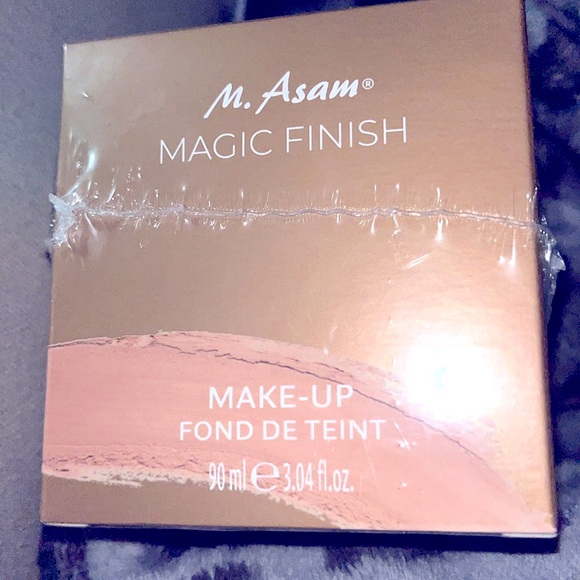 M. Asam®
MAGIC FINISH
MAKE-UP
FOND DE TEINT
90 ml ℮ 3.04 fl.oz.